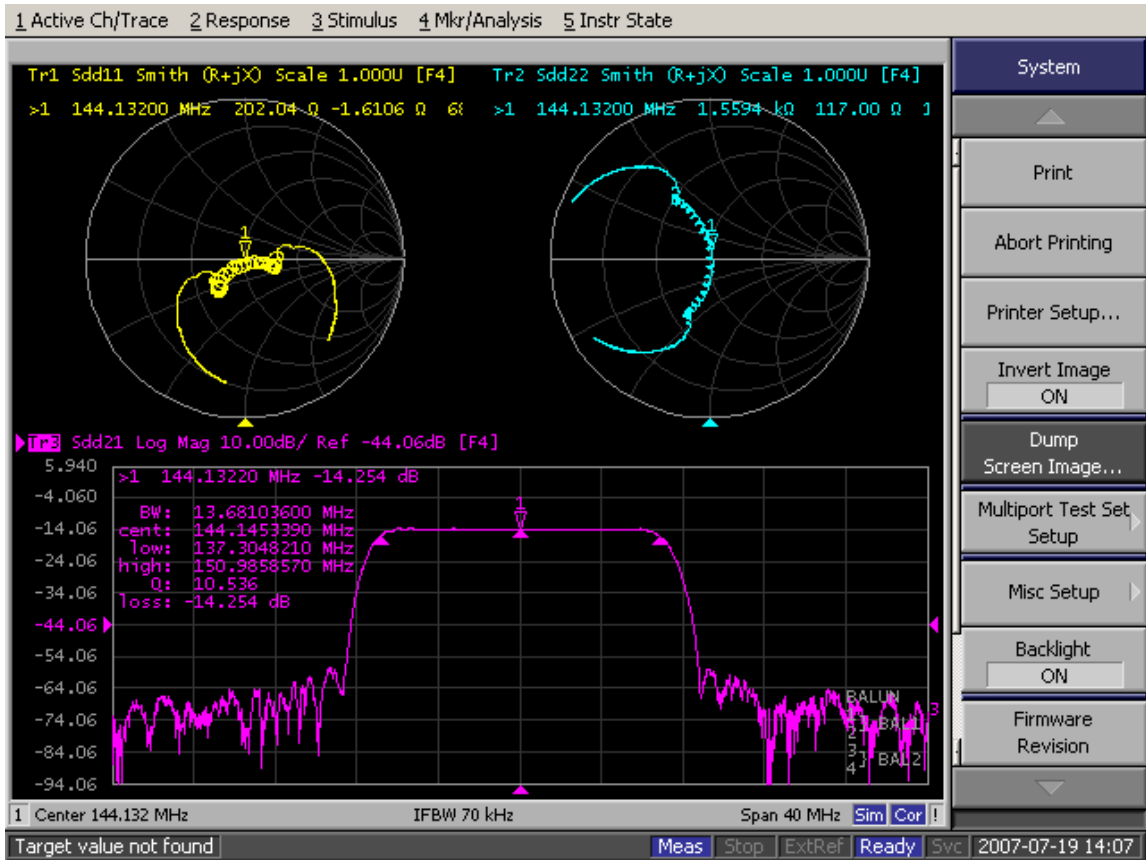 1 Active Ch/Trace 2 Response 3 Stimulus 4 Mkr/Analysis 5 Instr State
Tr1 Sdd11 Smith (R+jX) Scale 1.000U [F4]
>1 144.13200 MHz 202.04 Ω -1.6106 Ω
1
Tr2 Sdd22 Smith (R+jX) Scale 1.000U [F4]
>1 144.13200 MHz 1.5594 kΩ 117.00 Ω
1
Tr3 Sdd21 Log Mag 10.00dB/ Ref -44.06dB [F4]
5.940
-4.060
-14.06
-24.06
-34.06
-44.06
-54.06
-64.06
-74.06
-84.06
-94.06
>1 144.13220 MHz -14.254 dB
BW: 13.68103600 MHz
cent: 144.1453390 MHz
low: 137.3048210 MHz
high: 150.9858570 MHz
Q: 10.536
loss: -14.254 dB
1
BALUN
2
3
4} BAL2
3
1 Center 144.132 MHz IFBW 70 kHz Span 40 MHz Sim Cor !
Target value not found Meas Stop ExtRef Ready Svc 2007-07-19 14:07
System
Print
Abort Printing
Printer Setup...
Invert Image
ON
Dump
Screen Image...
Multiport Test Set
Setup
Misc Setup
Backlight
ON
Firmware
Revision